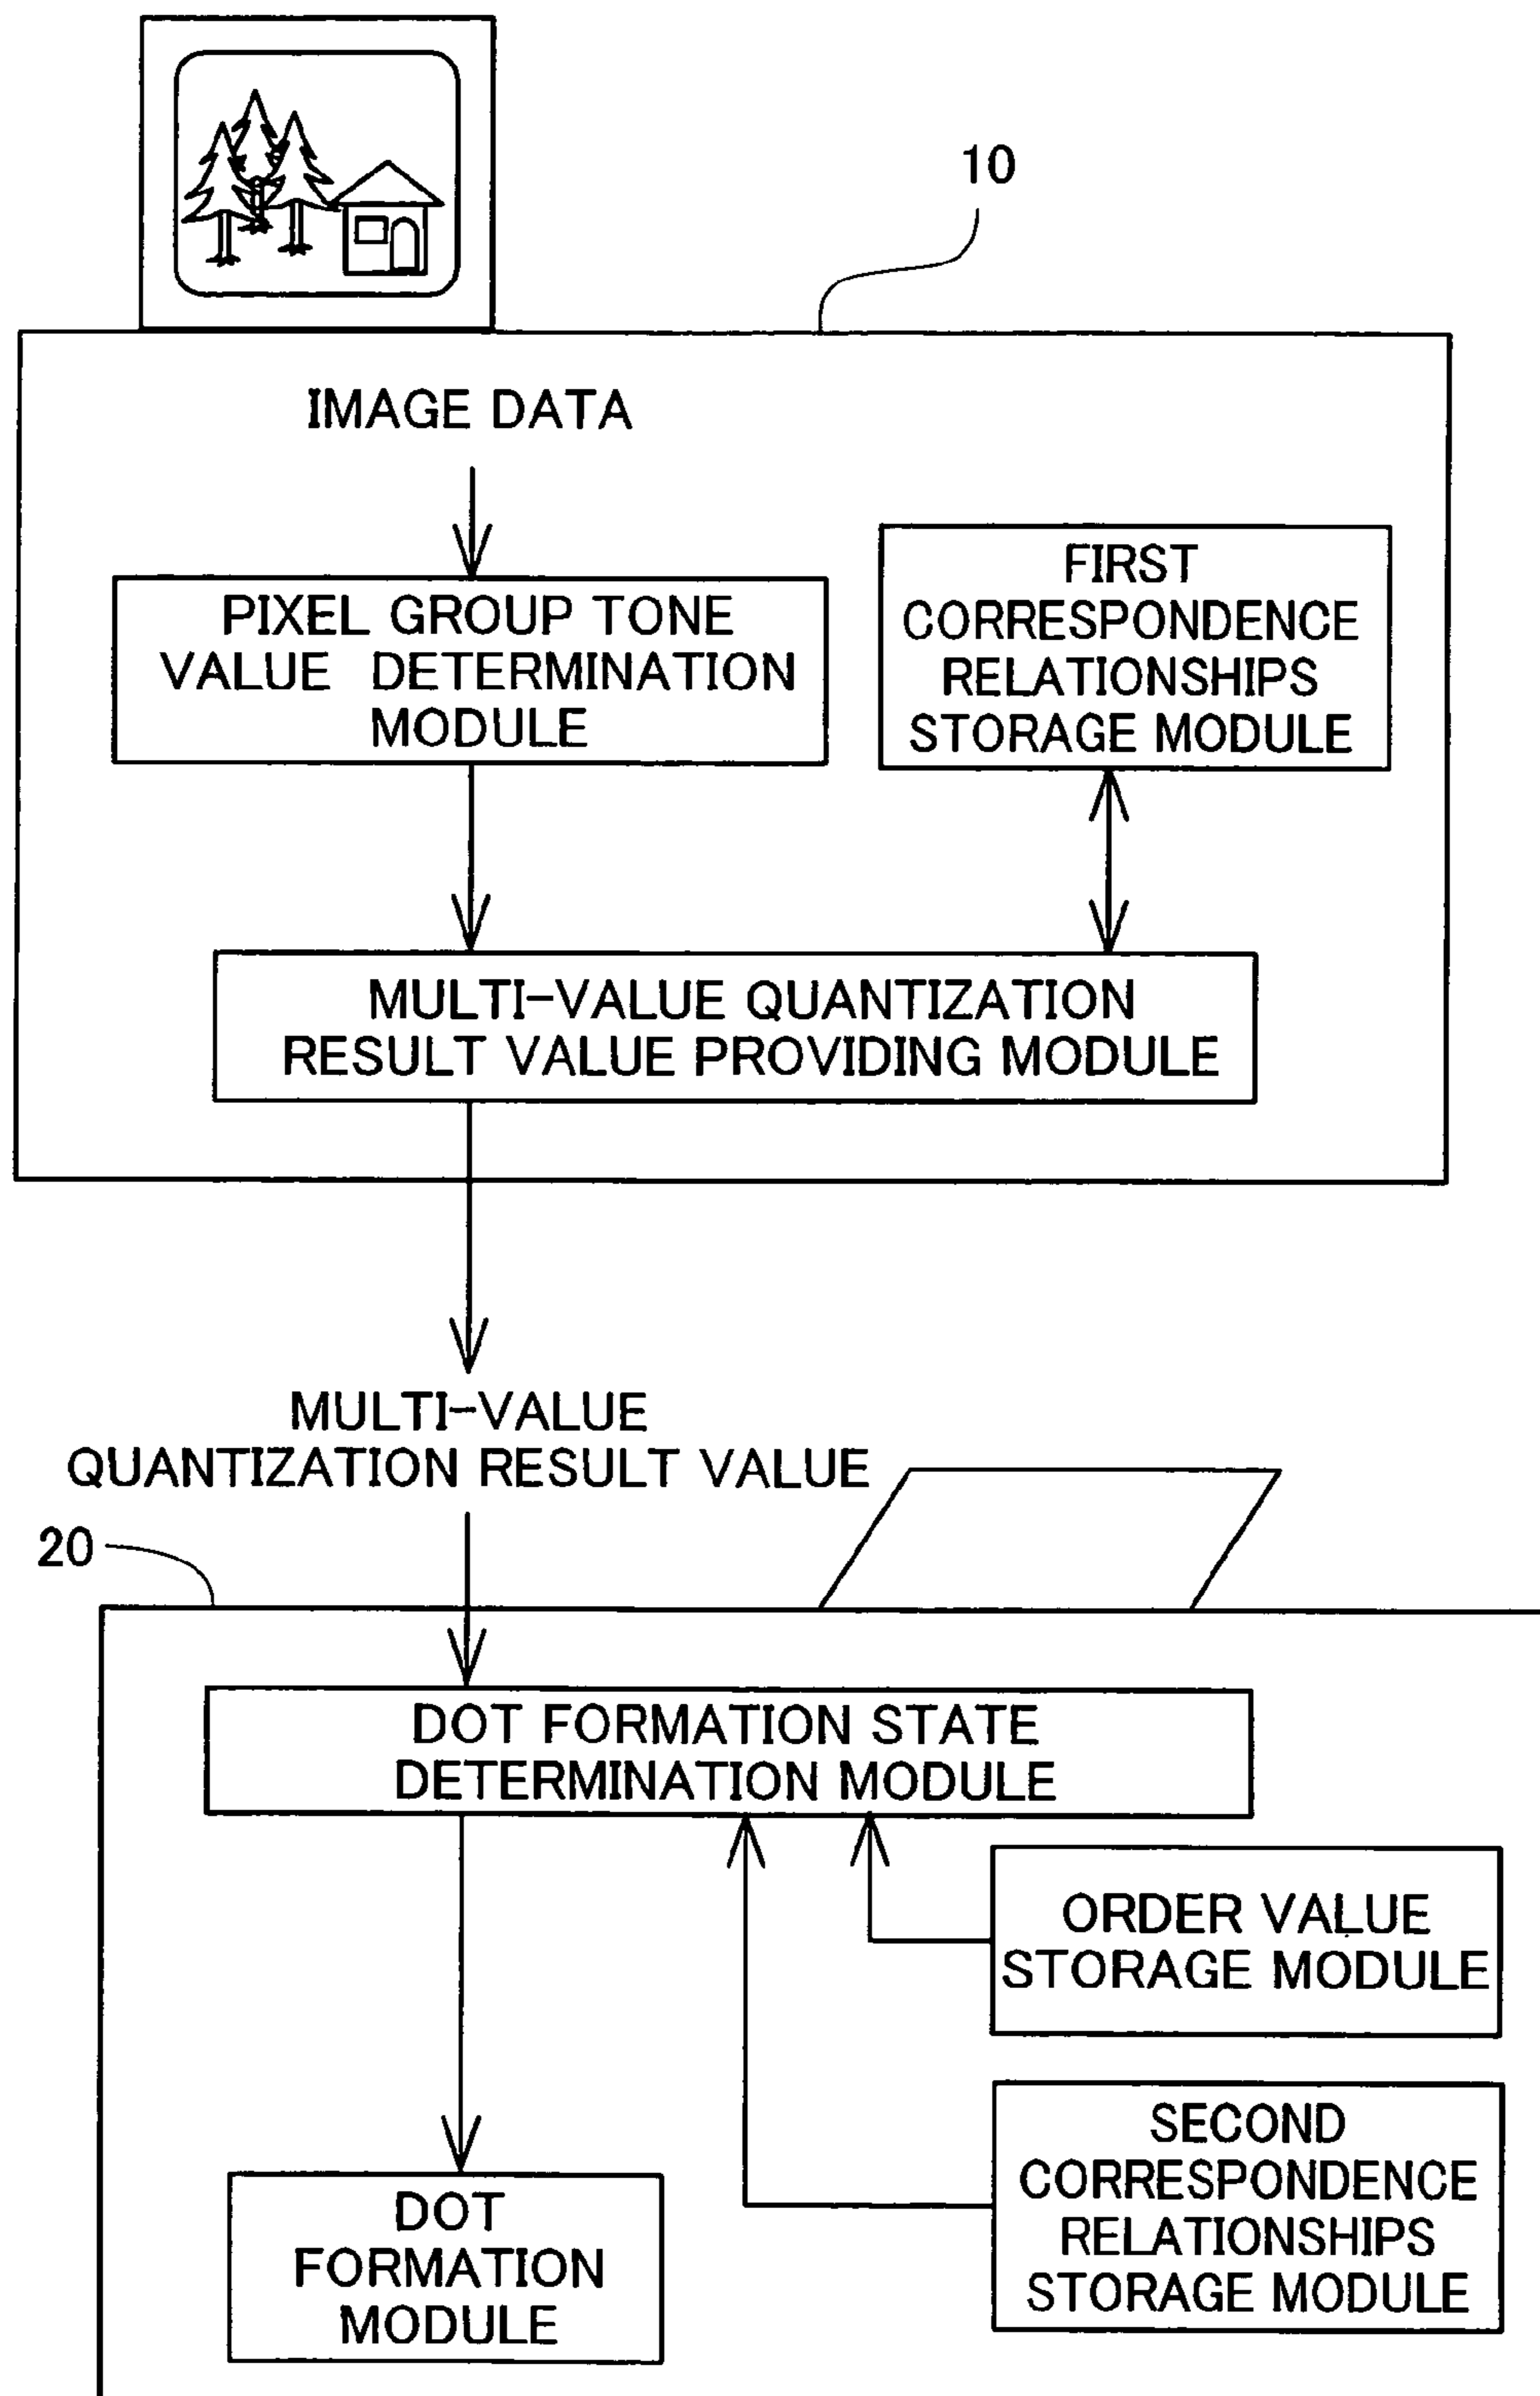 10
IMAGE DATA
PIXEL GROUP TONE
VALUE DETERMINATION
MODULE
FIRST
CORRESPONDENCE
RELATIONSHIPS
STORAGE MODULE
MULTI-VALUE QUANTIZATION
RESULT VALUE PROVIDING MODULE
MULTI-VALUE
QUANTIZATION RESULT VALUE
20
DOT FORMATION STATE
DETERMINATION MODULE
ORDER VALUE
STORAGE MODULE
SECOND
CORRESPONDENCE
RELATIONSHIPS
STORAGE MODULE
DOT
FORMATION
MODULE